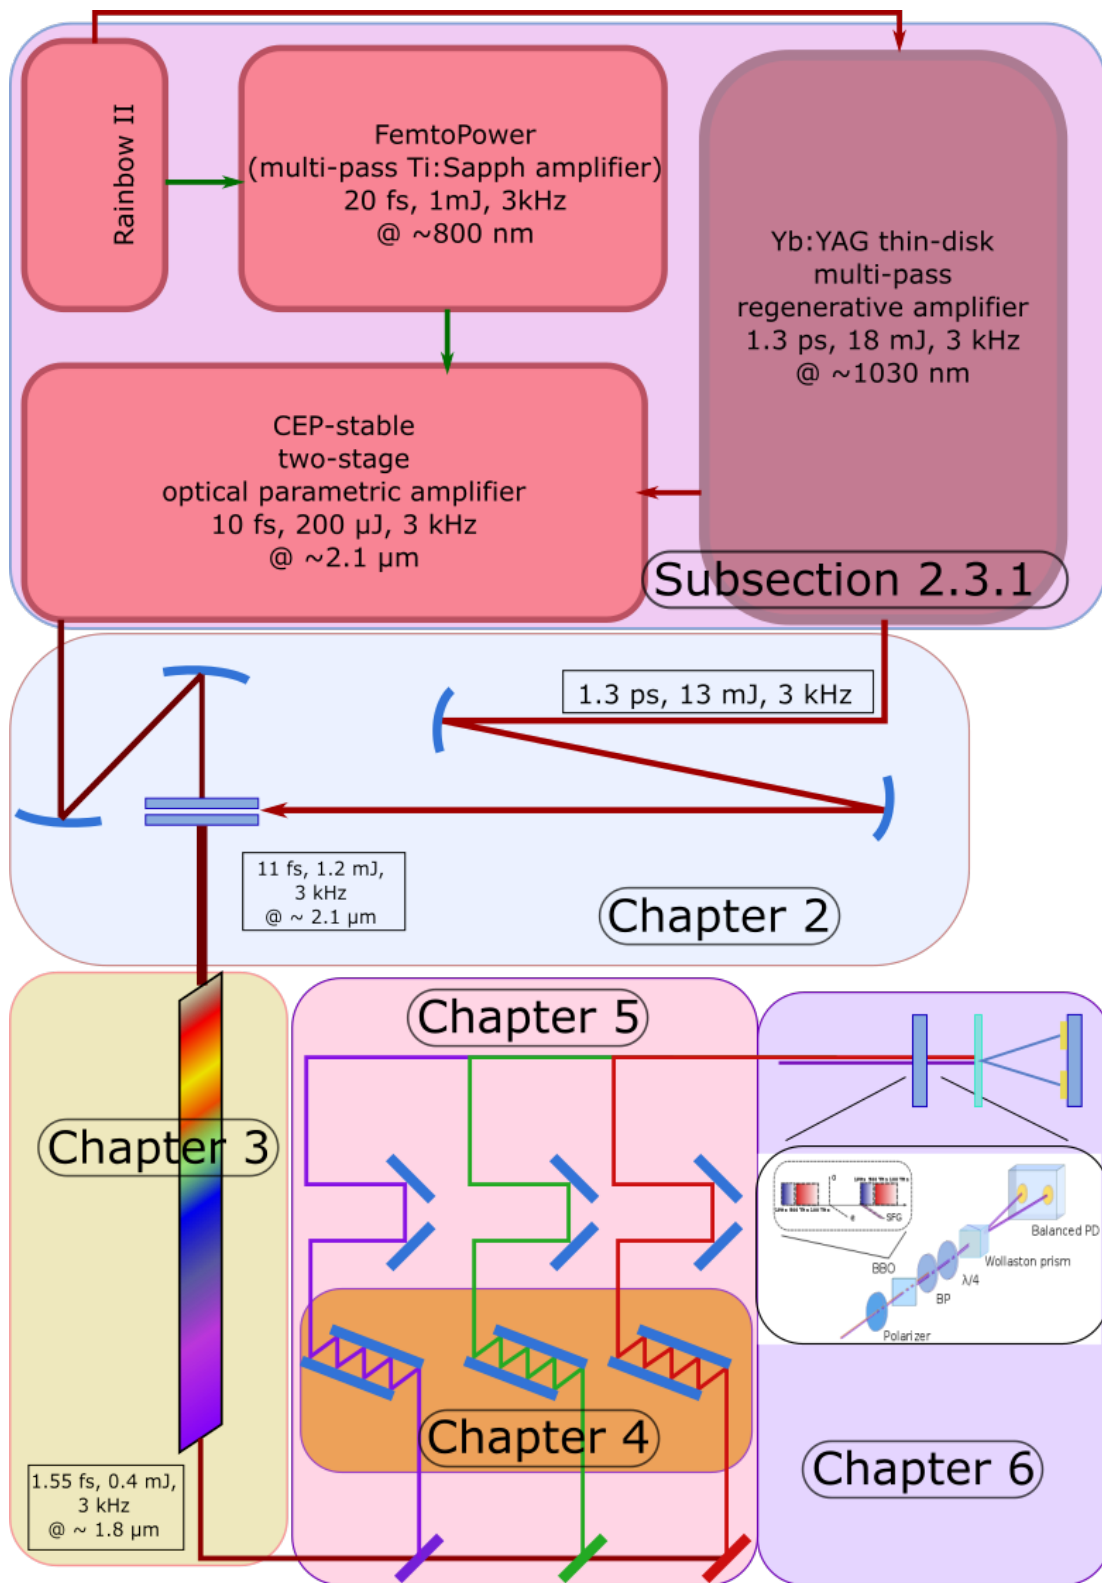 Rainbow II
FemtoPower
(multi-pass Ti:Sapph amplifier)
20 fs, 1mJ, 3kHz
@ ~800 nm
Yb:YAG thin-disk
multi-pass
regenerative amplifier
1.3 ps, 18 mJ, 3 kHz
@ ~1030 nm
CEP-stable
two-stage
optical parametric amplifier
10 fs, 200 µJ, 3 kHz
@ ~2.1 µm
Subsection 2.3.1
1.3 ps, 13 mJ, 3 kHz
11 fs, 1.2 mJ,
3 kHz
@ ~ 2.1 µm
Chapter 2
Chapter 3
1.55 fs, 0.4 mJ,
3 kHz
@ ~ 1.8 µm
Chapter 5
Chapter 4
SFG
Balanced PD
Wollaston prism
λ/4
BBO
BP
Polarizer
Chapter 6